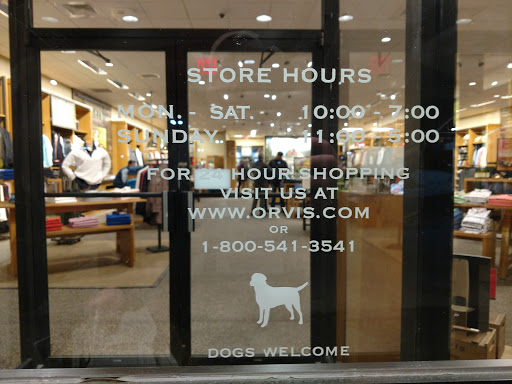 STORE HOURS
MON. SAT. 10:00 - 7:00
SUNDAY 11:00 - 5:00
FOR 24 HOUR SHOPPING
VISIT US AT
WWW.ORVIS.COM
OR
1-800-541-3541
DOGS WELCOME